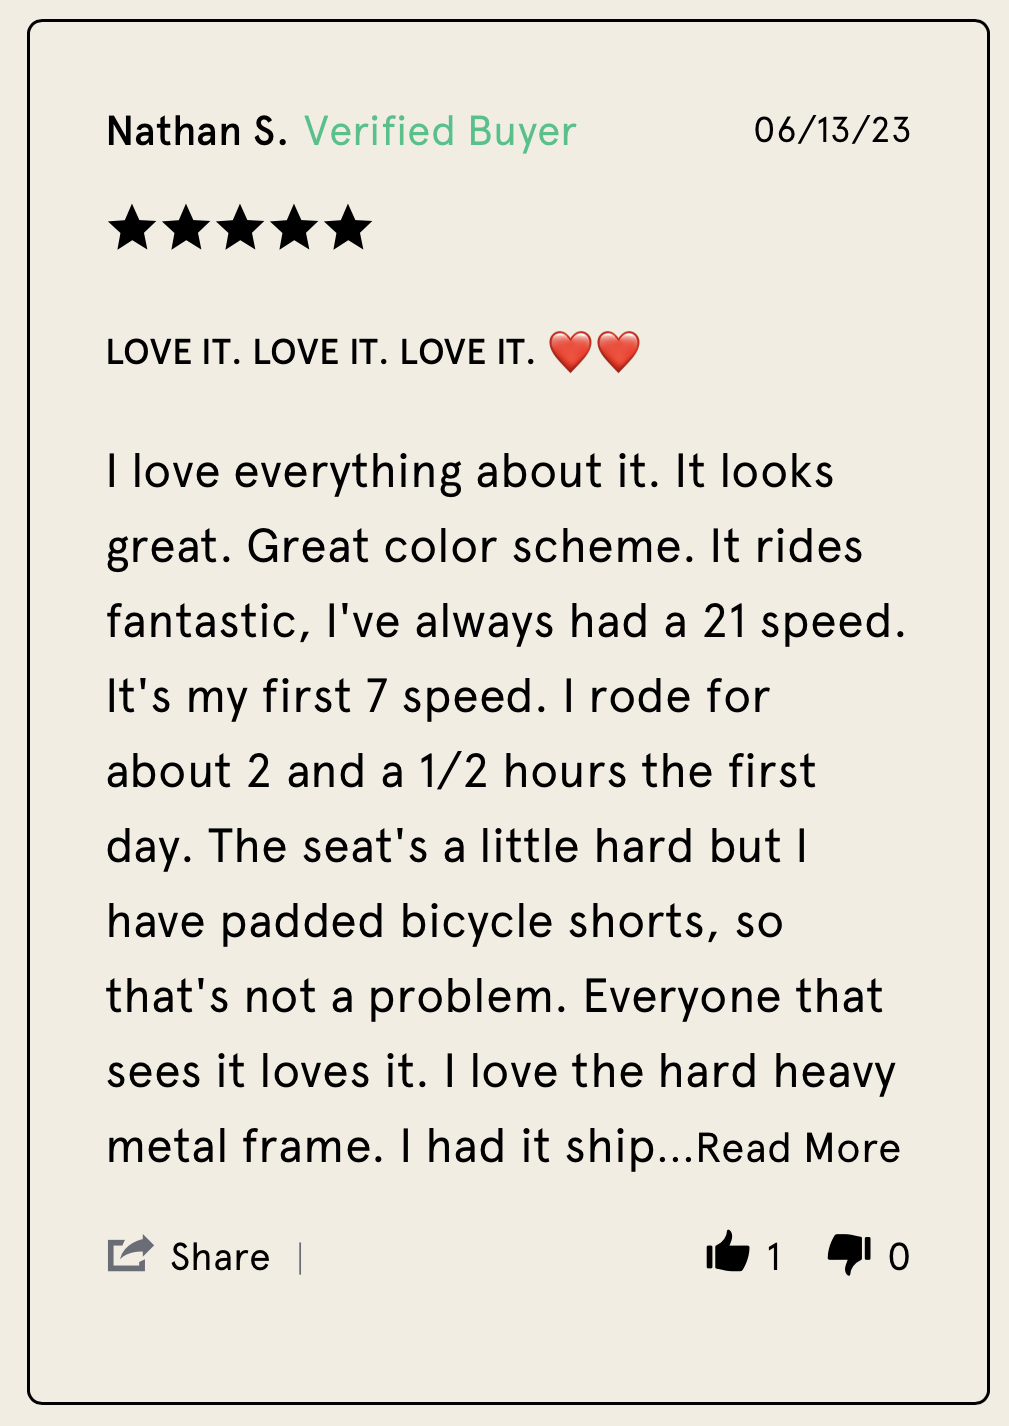 Nathan S. Verified Buyer 06/13/23
LOVE IT. LOVE IT. LOVE IT. ❤️❤️
I love everything about it. It looks
great. Great color scheme. It rides
fantastic, I've always had a 21 speed.
It's my first 7 speed. I rode for
about 2 and a 1/2 hours the first
day. The seat's a little hard but I
have padded bicycle shorts, so
that's not a problem. Everyone that
sees it loves it. I love the hard heavy
metal frame. I had it ship...Read More
Share | 1 0